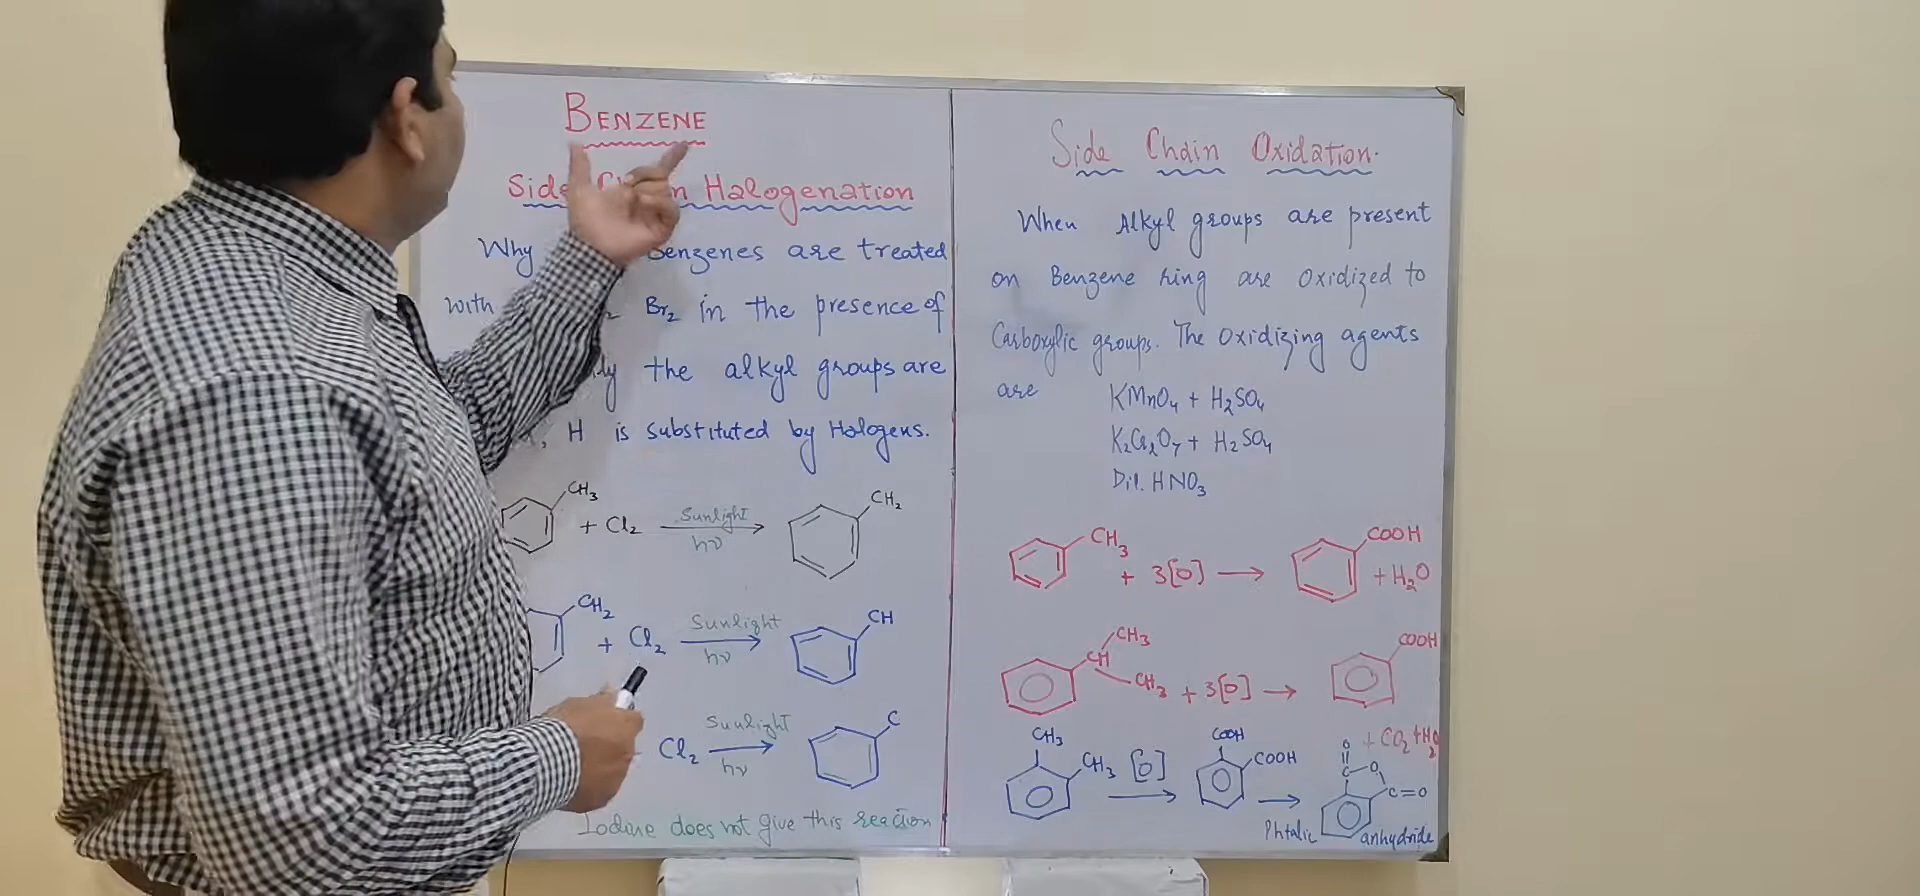 BENZENE
Side Halogenation
Why Benzenes are treated
with Br₂ in the presence of
the alkyl groups are
H is substituted by Halogens.
CH₃ + Cl₂ Sunlight hν CH₂
CH₂ + Cl₂ Sunlight hν CH
Cl₂ Sunlight hν C
Iodine does not give this reaction
Side Chain Oxidation.
When Alkyl groups are present
on Benzene ring are oxidized to
Carboxylic groups. The oxidizing agents
are KMnO₄ + H₂SO₄
K₂Cr₂O₇ + H₂SO₄
Dil. HNO₃
CH₃ + 3[O] → COOH + H₂O
CH₃
CH
CH₃ + 3[O] → COOH
+ CO₂ + H₂O
CH₃
CH₃ [O] → COOH
COOH → O
C O
C=O
Phtalic anhydride